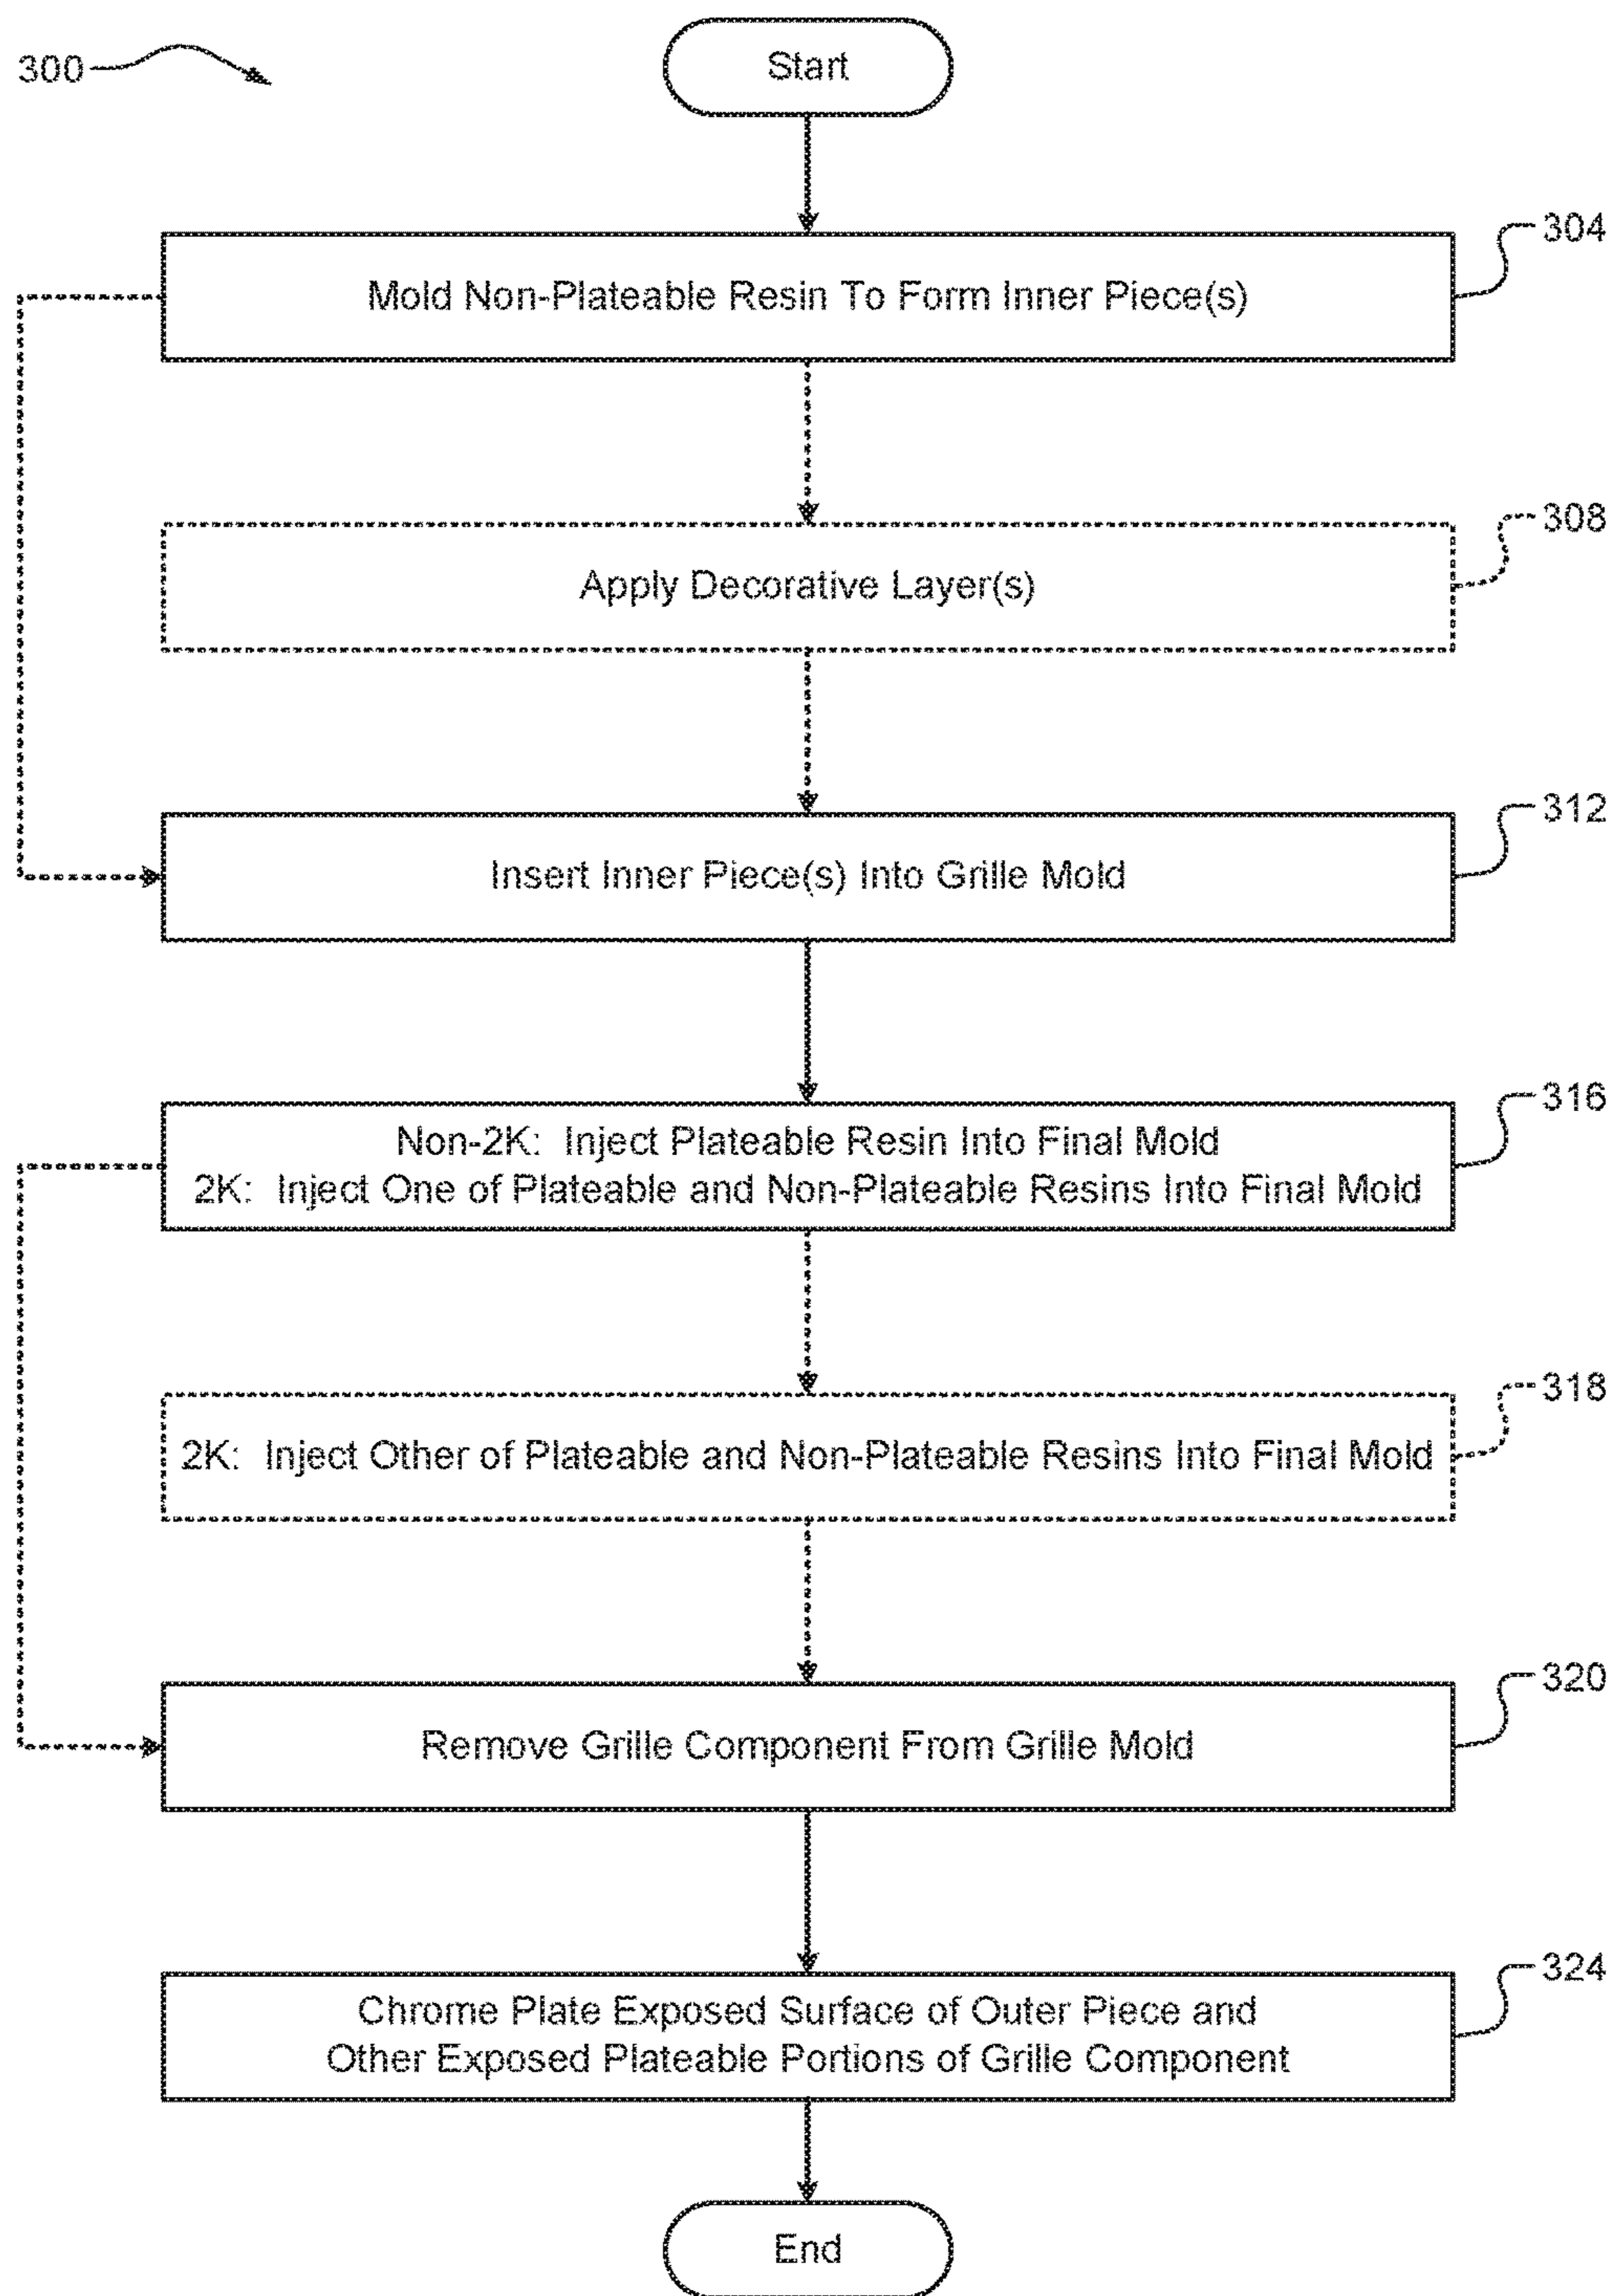 300
Start
304
Mold Non-Plateable Resin To Form Inner Piece(s)
308
Apply Decorative Layer(s)
312
Insert Inner Piece(s) Into Grille Mold
316
Non-2K: Inject Plateable Resin Into Final Mold
2K: Inject One of Plateable and Non-Plateable Resins Into Final Mold
318
2K: Inject Other of Plateable and Non-Plateable Resins Into Final Mold
320
Remove Grille Component From Grille Mold
324
Chrome Plate Exposed Surface of Outer Piece and
Other Exposed Plateable Portions of Grille Component
End